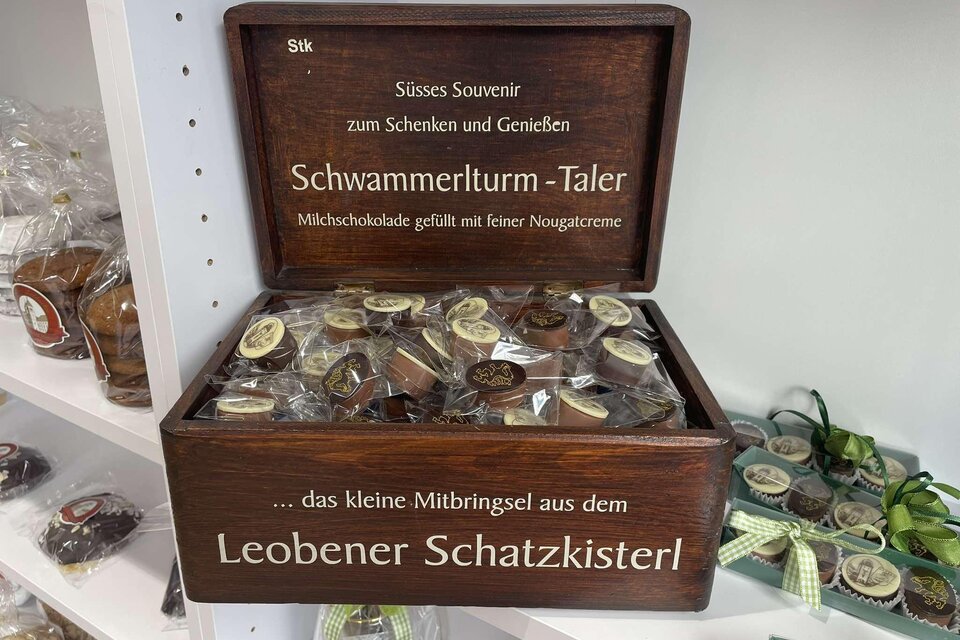 Stk
Süsses Souvenir
zum Schenken und Genießen
Schwammerlturm - Taler
Milchschokolade gefüllt mit feiner Nougatcreme
... das kleine Mitbringsel aus dem
Leobener Schatzkisterl